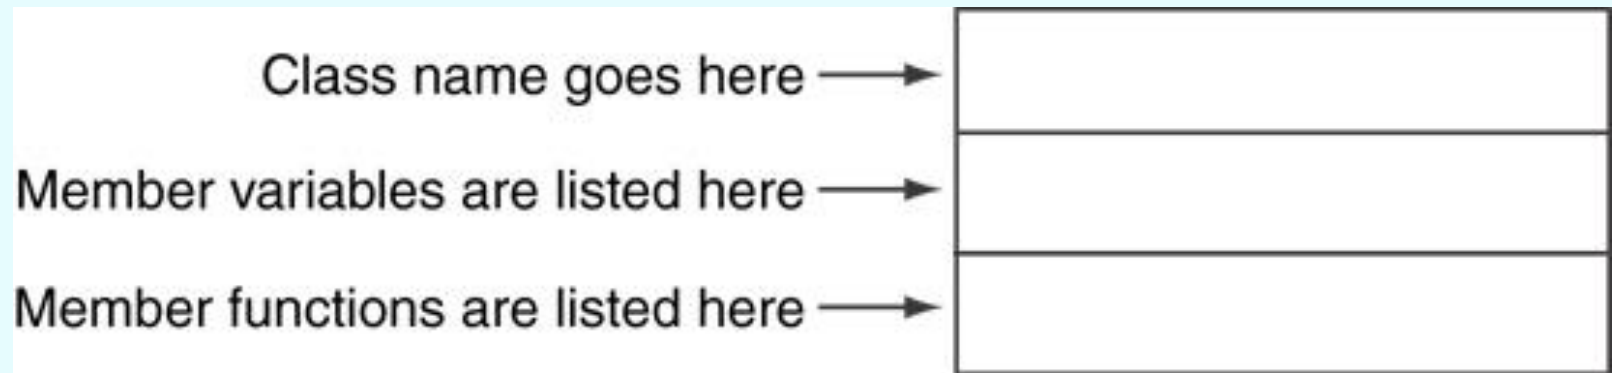 Class name goes here
Member variables are listed here
Member functions are listed here